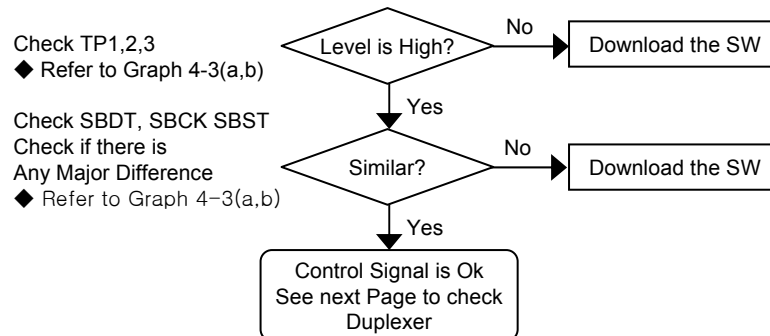 Check TP1,2,3
◆ Refer to Graph 4-3(a,b)
Level is High?
No
Download the SW
Yes
Check SBDT, SBCK SBST
Check if there is
Any Major Difference
◆ Refer to Graph 4-3(a,b)
Similar?
No
Download the SW
Yes
Control Signal is Ok
See next Page to check
Duplexer